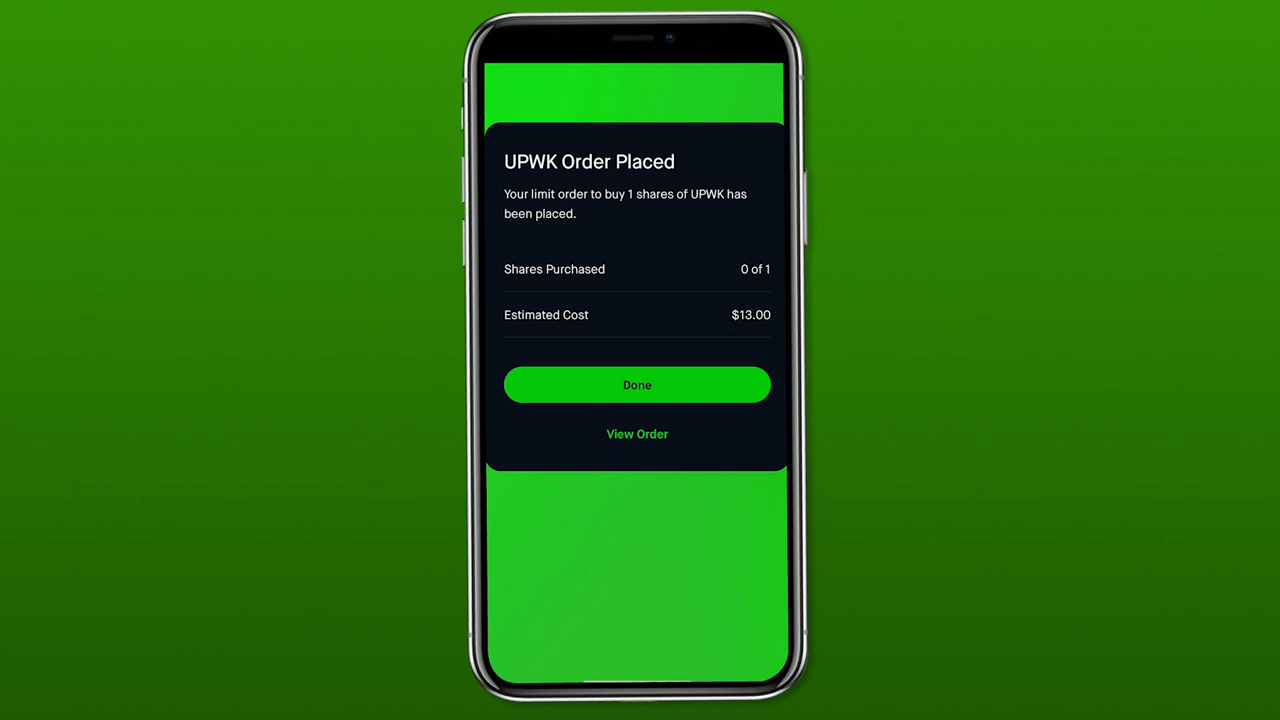 UPWK Order Placed
Your limit order to buy 1 shares of UPWK has
been placed.
Shares Purchased 0 of 1
Estimated Cost $13.00
Done
View Order